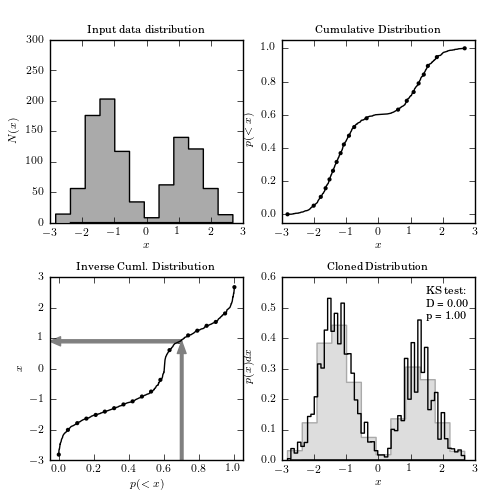 Input data distribution
300
250
200
150
100
50
0
N(x)
−3 −2 −1 0 1 2 3
x
Cumulative Distribution
1.0
0.8
0.6
0.4
0.2
0.0
p(<x)
−3 −2 −1 0 1 2 3
x
Inverse Cuml. Distribution
3
2
1
0
−1
−2
−3
x
0.0 0.2 0.4 0.6 0.8 1.0
p(<x)
Cloned Distribution
0.6
0.5
0.4
0.3
0.2
0.1
0.0
p(x)dx
KS test:
D = 0.00
p = 1.00
−3 −2 −1 0 1 2 3
x